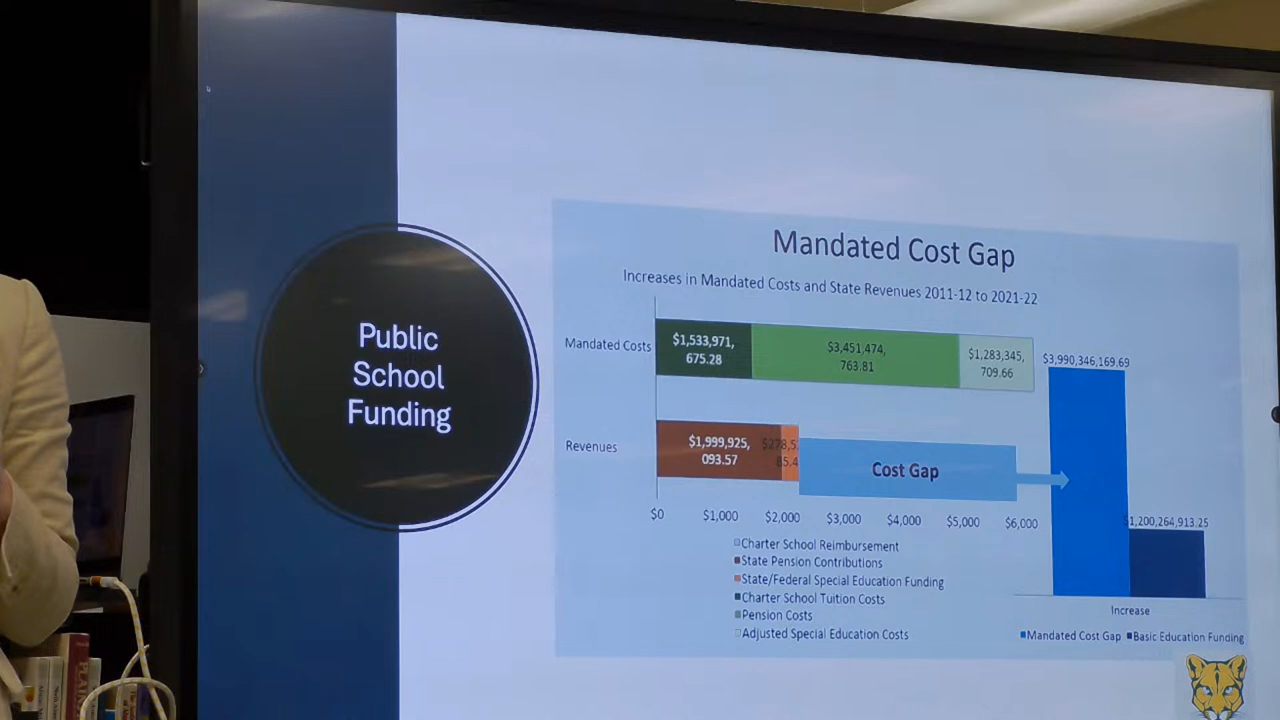 Public
School
Funding
Mandated Cost Gap
Increases in Mandated Costs and State Revenues 2011-12 to 2021-22
Mandated Costs
$1,533,971,
675.28
$3,451,474,
763.81
$1,283,345,
709.66
$3,990,346,169.69
Revenues
$1,999,925,
093.57
Cost Gap
$1,200,264,913.25
$0 $1,000 $2,000 $3,000 $4,000 $5,000 $6,000
Charter School Reimbursement
State Pension Contributions
State/Federal Special Education Funding
Charter School Tuition Costs
Pension Costs
Adjusted Special Education Costs
Increase
Mandated Cost Gap Basic Education Funding